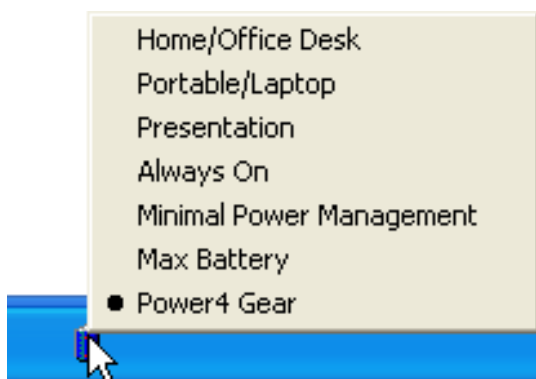 Home/Office Desk
Portable/Laptop
Presentation
Always On
Minimal Power Management
Max Battery
Power4 Gear